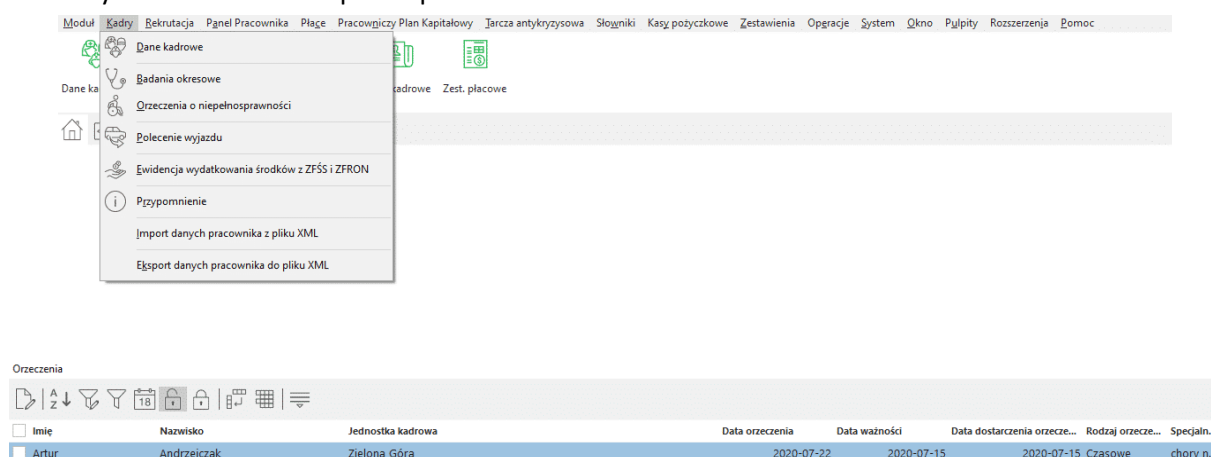 Moduł Kadry Rekrutacja Panel Pracownika Płace Pracowniczy Plan Kapitałowy Tarcza antykryzysowa Słowniki Kasy pożyczkowe Zestawienia Operacje System Okno Pulpity Rozszerzenia Pomoc
Dane kadrowe
Badania okresowe
Dane ka adrowe Zest. płacowe
Orzeczenia o niepełnosprawności
Polecenie wyjazdu
Ewidencja wydatkowania środków z ZFŚS i ZFRON
Przypomnienie
Import danych pracownika z pliku XML
Eksport danych pracownika do pliku XML
Orzeczenia
18
Imię Nazwisko Jednostka kadrowa Data orzeczenia Data ważności Data dostarczenia orzecze... Rodzaj orzecze... Specjaln.
Artur Andrzejczak Zielona Góra 2020-07-22 2020-07-15 2020-07-15 Czasowe chory n.